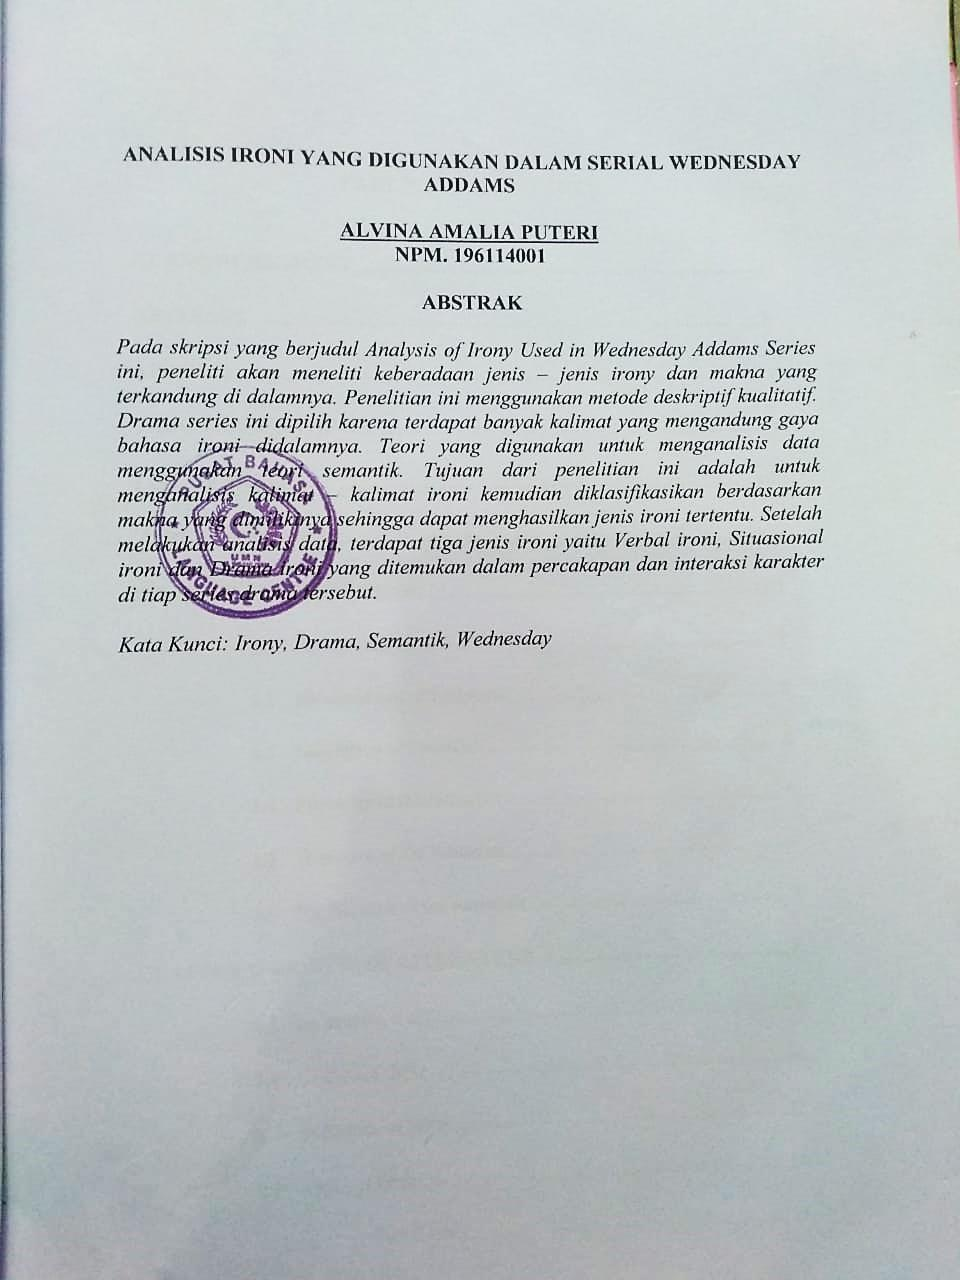 ANALISIS IRONI YANG DIGUNAKAN DALAM SERIAL WEDNESDAY
ADDAMS
ALVINA AMALIA PUTERI
NPM. 196114001
ABSTRAK
Pada skripsi yang berjudul Analysis of Irony Used in Wednesday Addams Series
ini, peneliti akan meneliti keberadaan jenis – jenis irony dan makna yang
terkandung di dalamnya. Penelitian ini menggunakan metode deskriptif kualitatif.
Drama series ini dipilih karena terdapat banyak kalimat yang mengandung gaya
bahasa ironi didalamnya. Teori yang digunakan untuk menganalisis data
menggunakan teori semantik. Tujuan dari penelitian ini adalah untuk
menganalisis kalimat – kalimat ironi kemudian diklasifikasikan berdasarkan
makna yang dimilikinya sehingga dapat menghasilkan jenis ironi tertentu. Setelah
melakukan analisis data, terdapat tiga jenis ironi yaitu Verbal ironi, Situasional
ironi dan Drama ironi yang ditemukan dalam percakapan dan interaksi karakter
di tiap series drama tersebut.
Kata Kunci: Irony, Drama, Semantik, Wednesday
PUSAT BAHASA
UMN
LANGUAGE CENTRE